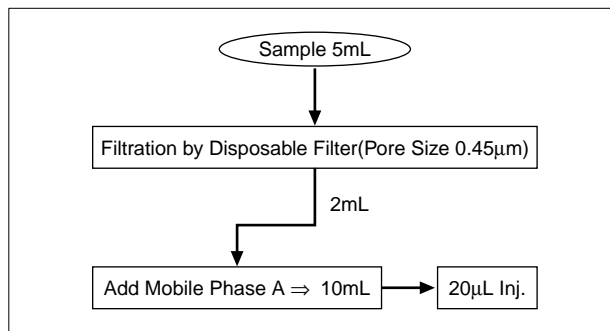 Sample 5mL
Filtration by Disposable Filter(Pore Size 0.45μm)
2mL
Add Mobile Phase A ⇒ 10mL
20μL Inj.